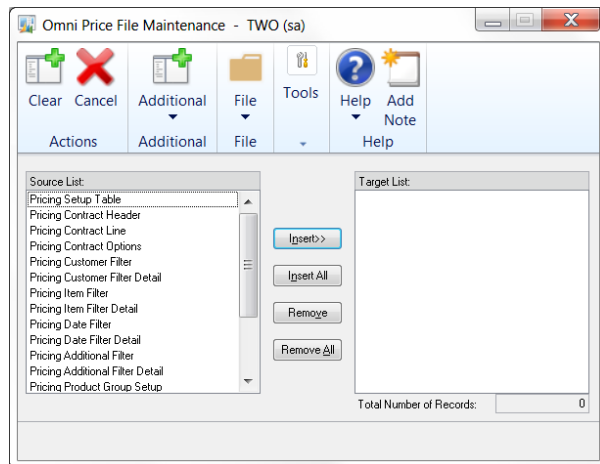 Omni Price File Maintenance - TWO (sa)
Clear Cancel Additional File Tools Help Add Note
Actions Additional File Help
Source List:
Target List:
Pricing Setup Table
Pricing Contract Header
Pricing Contract Line
Pricing Contract Options
Pricing Customer Filter
Pricing Customer Filter Detail
Pricing Item Filter
Pricing Item Filter Detail
Pricing Date Filter
Pricing Date Filter Detail
Pricing Additional Filter
Pricing Additional Filter Detail
Pricing Product Group Setup
Insert>>
Insert All
Remove
Remove All
Total Number of Records: 0